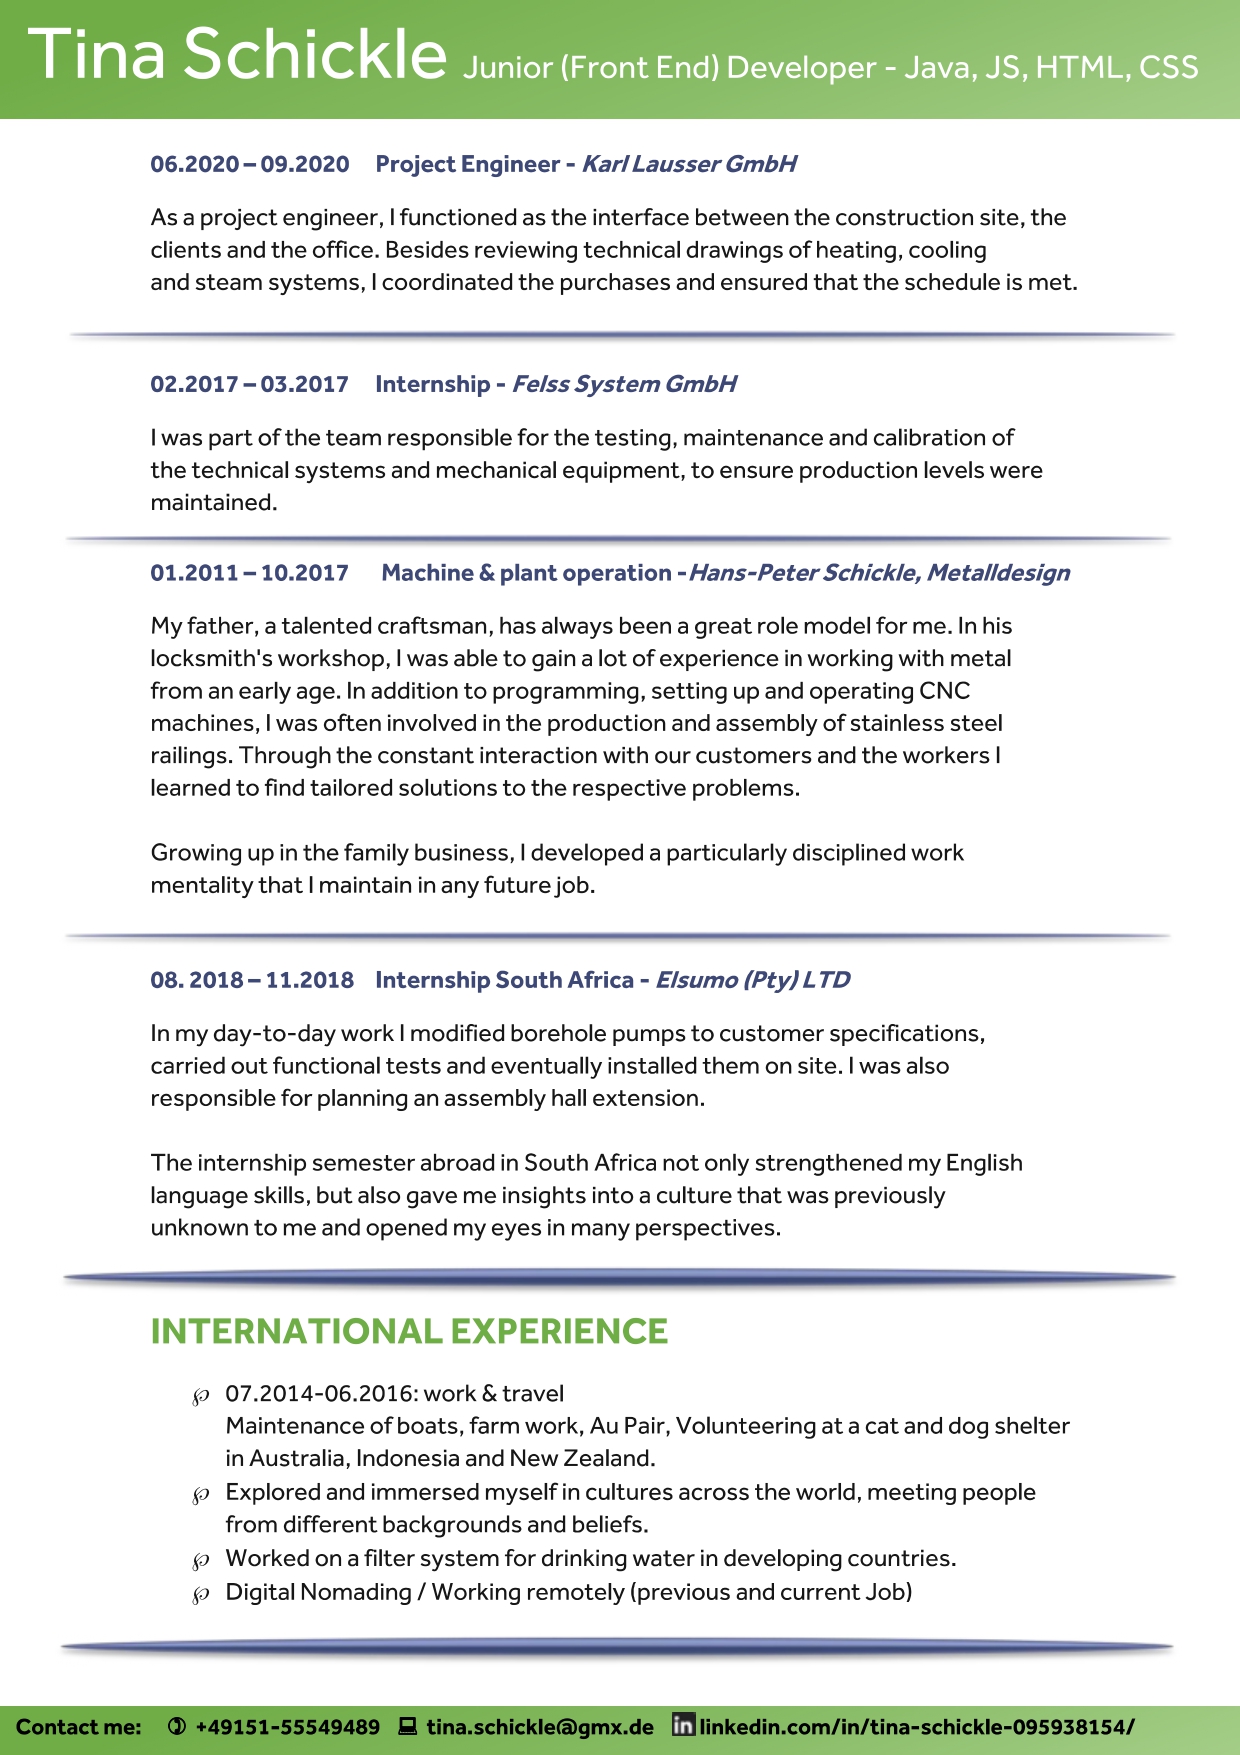 Tina Schickle Junior (Front End) Developer - Java, JS, HTML, CSS
06.2020 – 09.2020 Project Engineer - Karl Lausser GmbH
As a project engineer, I functioned as the interface between the construction site, the
clients and the office. Besides reviewing technical drawings of heating, cooling
and steam systems, I coordinated the purchases and ensured that the schedule is met.
02.2017 – 03.2017 Internship - Felss System GmbH
I was part of the team responsible for the testing, maintenance and calibration of
the technical systems and mechanical equipment, to ensure production levels were
maintained.
01.2011 – 10.2017 Machine & plant operation -Hans-Peter Schickle, Metalldesign
My father, a talented craftsman, has always been a great role model for me. In his
locksmith's workshop, I was able to gain a lot of experience in working with metal
from an early age. In addition to programming, setting up and operating CNC
machines, I was often involved in the production and assembly of stainless steel
railings. Through the constant interaction with our customers and the workers I
learned to find tailored solutions to the respective problems.
Growing up in the family business, I developed a particularly disciplined work
mentality that I maintain in any future job.
08. 2018 – 11.2018 Internship South Africa - Elsumo (Pty) LTD
In my day-to-day work I modified borehole pumps to customer specifications,
carried out functional tests and eventually installed them on site. I was also
responsible for planning an assembly hall extension.
The internship semester abroad in South Africa not only strengthened my English
language skills, but also gave me insights into a culture that was previously
unknown to me and opened my eyes in many perspectives.
INTERNATIONAL EXPERIENCE
℘ 07.2014-06.2016: work & travel
Maintenance of boats, farm work, Au Pair, Volunteering at a cat and dog shelter
in Australia, Indonesia and New Zealand.
℘ Explored and immersed myself in cultures across the world, meeting people
from different backgrounds and beliefs.
℘ Worked on a filter system for drinking water in developing countries.
℘ Digital Nomading / Working remotely (previous and current Job)
Contact me: +49151-55549489 tina.schickle@gmx.de in linkedin.com/in/tina-schickle-095938154/